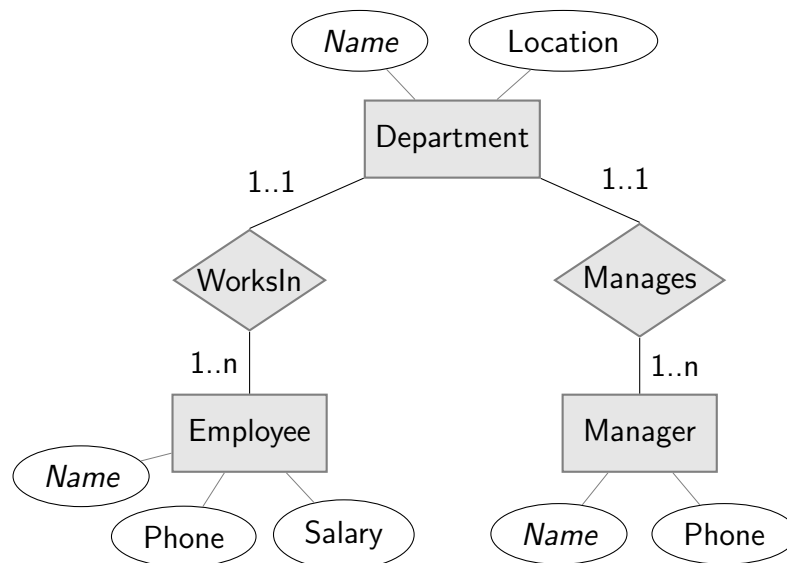 Name
Location
Department
1..1
1..1
WorksIn
Manages
1..n
1..n
Employee
Manager
Name
Phone
Salary
Name
Phone